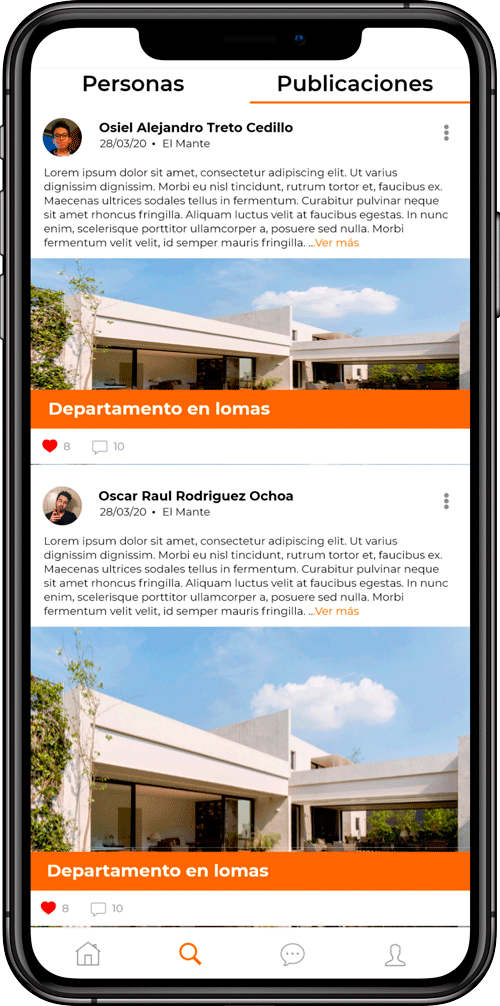 Personas Publicaciones
Osiel Alejandro Treto Cedillo
28/03/20 • El Mante
Lorem ipsum dolor sit amet, consectetur adipiscing elit. Ut varius
dignissim dignissim. Morbi eu nisl tincidunt, rutrum tortor et, faucibus ex.
Maecenas ultrices sodales tellus in fermentum. Curabitur pulvinar neque
sit amet rhoncus fringilla. Aliquam luctus velit at faucibus egestas. In nunc
enim, scelerisque porttitor ullamcorper a, posuere sed nulla. Morbi
fermentum velit velit, id semper mauris fringilla. ...Ver más
Departamento en lomas
8 10
Oscar Raul Rodriguez Ochoa
28/03/20 • El Mante
Lorem ipsum dolor sit amet, consectetur adipiscing elit. Ut varius
dignissim dignissim. Morbi eu nisl tincidunt, rutrum tortor et, faucibus ex.
Maecenas ultrices sodales tellus in fermentum. Curabitur pulvinar neque
sit amet rhoncus fringilla. Aliquam luctus velit at faucibus egestas. In nunc
enim, scelerisque porttitor ullamcorper a, posuere sed nulla. Morbi
fermentum velit velit, id semper mauris fringilla. ...Ver más
Departamento en lomas
8 10